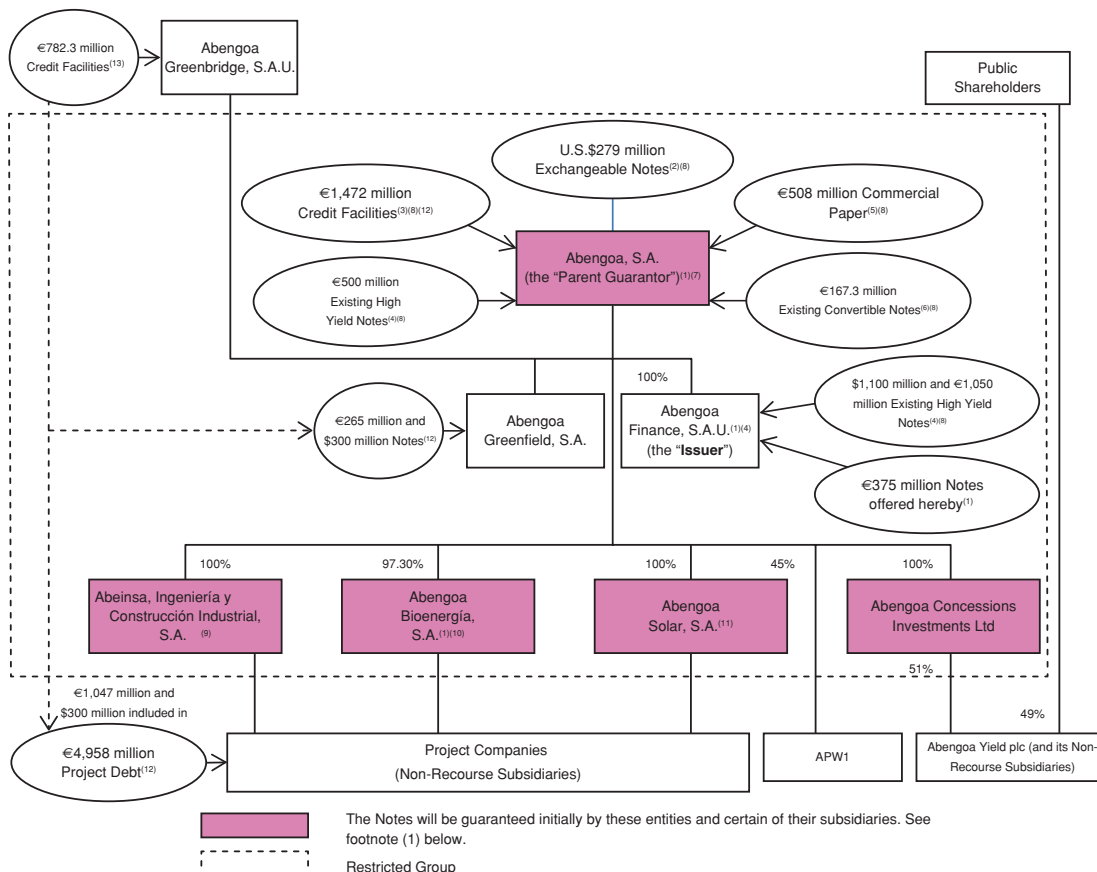 €782.3 million
Credit Facilities(13)
Abengoa
Greenbridge, S.A.U.
Public
Shareholders
U.S.$279 million
Exchangeable Notes(2)(8)
€1,472 million
Credit Facilities(3)(8)(12)
€508 million Commercial
Paper(5)(8)
Abengoa, S.A.
(the “Parent Guarantor”)(1)(7)
€500 million
Existing High
Yield Notes(4)(8)
€167.3 million
Existing Convertible Notes(6)(8)
100%
€265 million and
$300 million Notes(12)
Abengoa
Greenfield, S.A.
Abengoa
Finance, S.A.U.(1)(4)
(the “Issuer”)
$1,100 million and €1,050
million Existing High Yield
Notes(4)(8)
€375 million Notes
offered hereby(1)
100%
97.30%
100%
45%
100%
Abeinsa, Ingeniería y
Construcción Industrial,
S.A. (9)
Abengoa
Bioenergía,
S.A.(1)(10)
Abengoa
Solar, S.A.(11)
Abengoa Concessions
Investments Ltd
51%
€1,047 million and
$300 million indluded in
49%
€4,958 million
Project Debt(12)
Project Companies
(Non-Recourse Subsidiaries)
APW1
Abengoa Yield plc (and its Non-
Recourse Subsidiaries)
The Notes will be guaranteed initially by these entities and certain of their subsidiaries. See
footnote (1) below.
Restricted Group